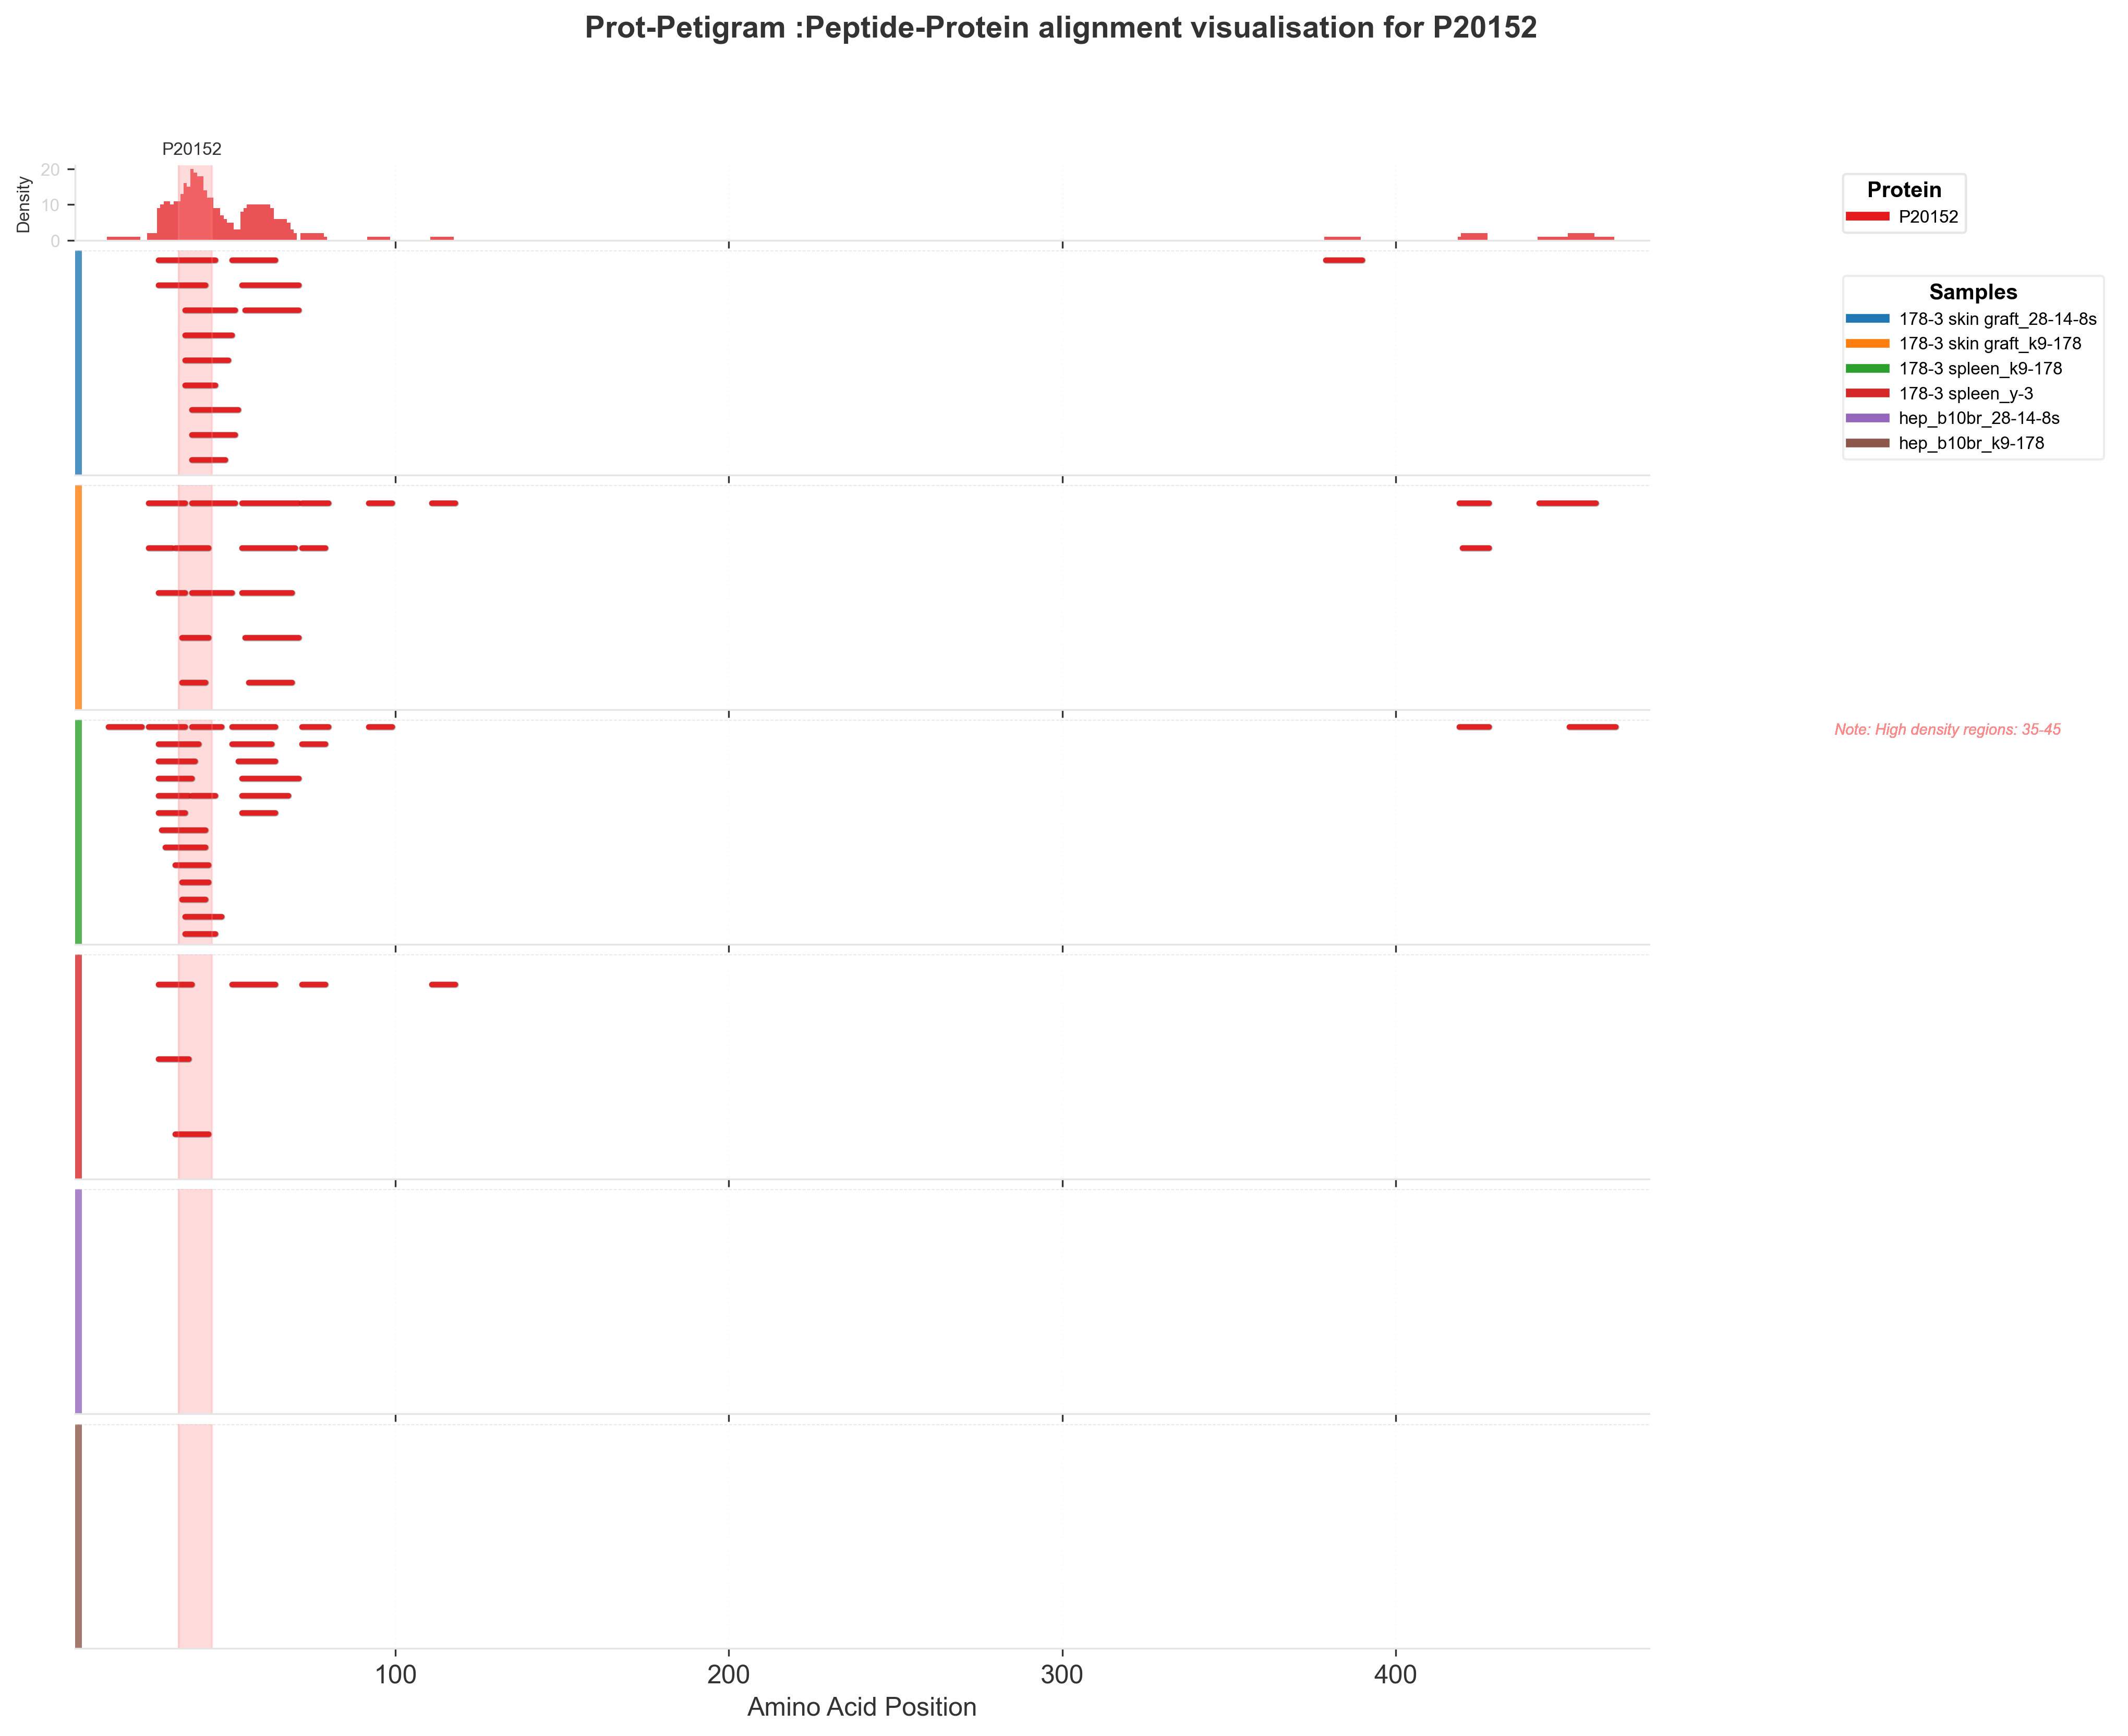 Prot-Petigram :Peptide-Protein alignment visualisation for P20152
P20152
Density
20
10
0
Protein
P20152
Samples
178-3 skin graft_28-14-8s
178-3 skin graft_k9-178
178-3 spleen_k9-178
178-3 spleen_y-3
hep_b10br_28-14-8s
hep_b10br_k9-178
Note: High density regions: 35-45
100 200 300 400
Amino Acid Position